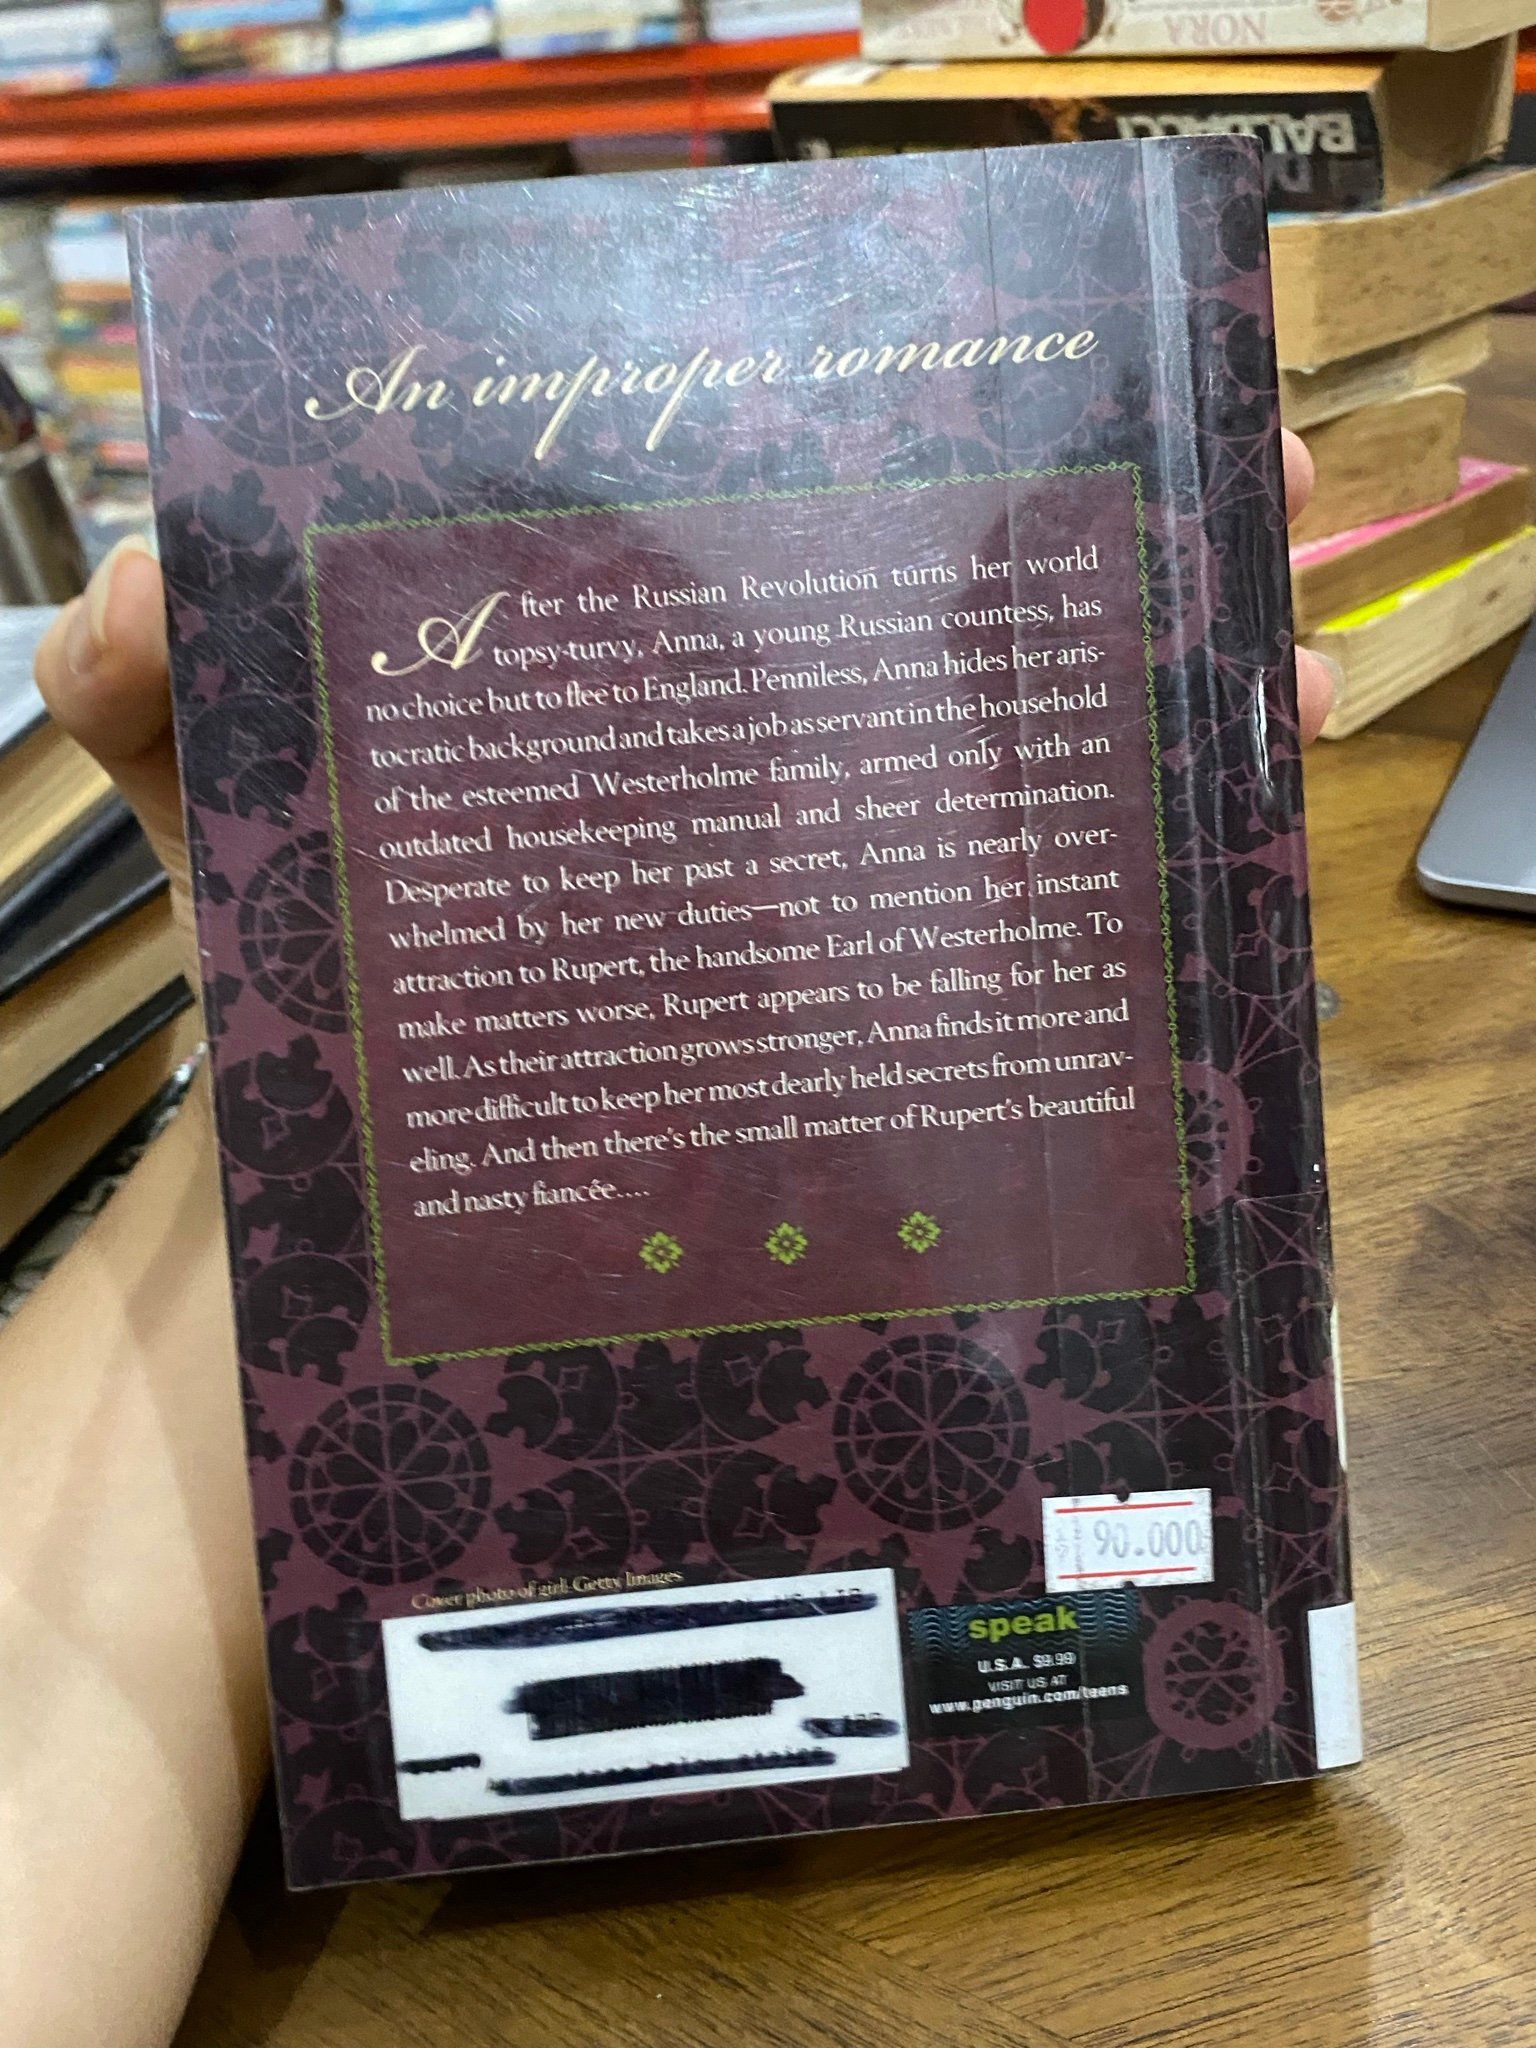 NORA
BALDACCI
An improper romance
After the Russian Revolution turns her world
topsy-turvy, Anna, a young Russian countess, has
no choice but to flee to England. Penniless, Anna hides her aris-
tocratic background and takes a job as servant in the household
of the esteemed Westerholme family, armed only with an
outdated housekeeping manual and sheer determination.
Desperate to keep her past a secret, Anna is nearly over-
whelmed by her new duties—not to mention her instant
attraction to Rupert, the handsome Earl of Westerholme. To
make matters worse, Rupert appears to be falling for her as
well. As their attraction grows stronger, Anna finds it more and
more difficult to keep her most dearly held secrets from unrav-
eling. And then there's the small matter of Rupert's beautiful
and nasty fiancée....
90.000
Cover photo of girl: Getty Images
speak
U.S.A. $9.99
VISIT US AT
www.penguin.com/teens